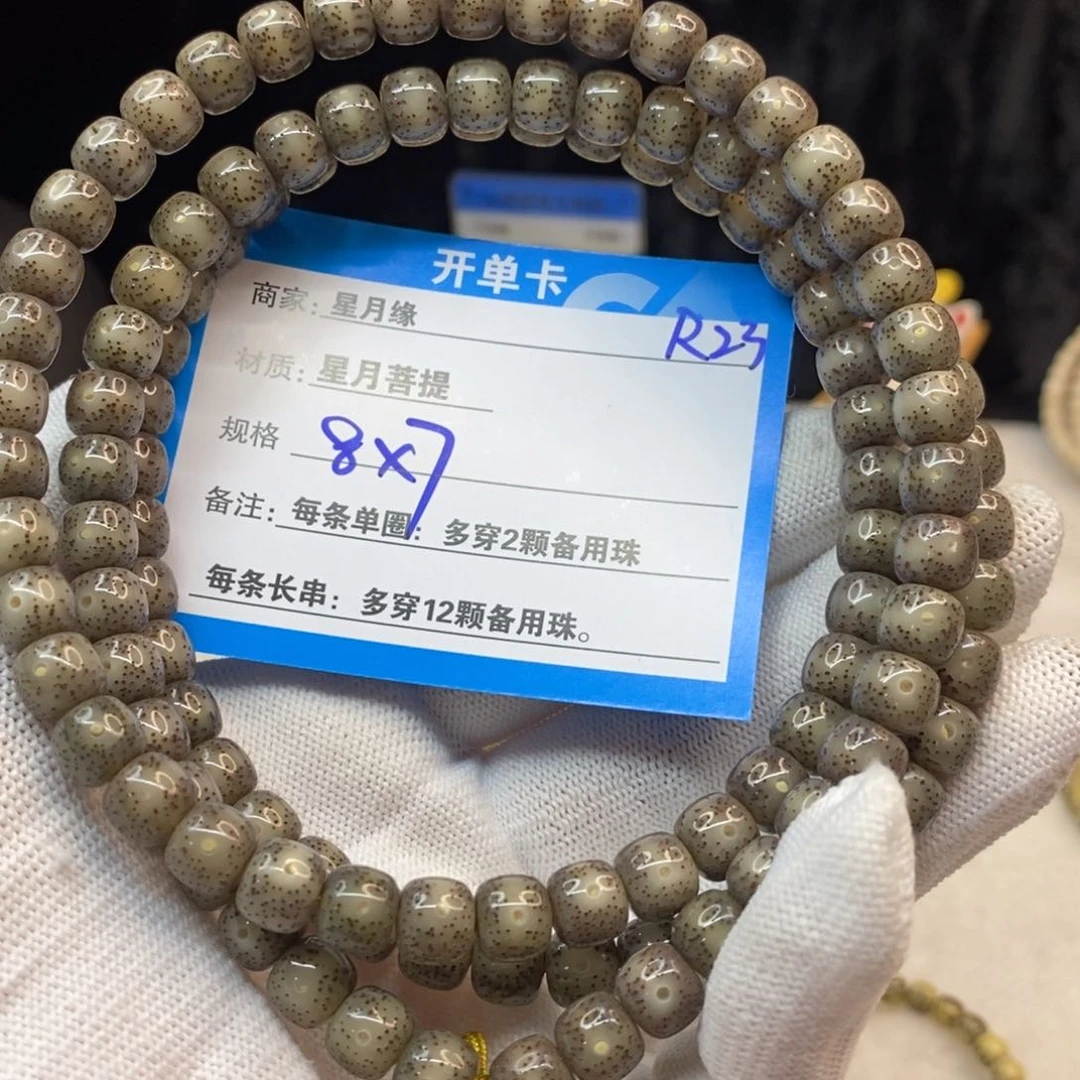 开单卡
商家: 星月缘
R23
材质: 星月菩提
规格 8x7
备注: 每条单圈: 多穿2颗备用珠
每条长串: 多穿12颗备用珠。